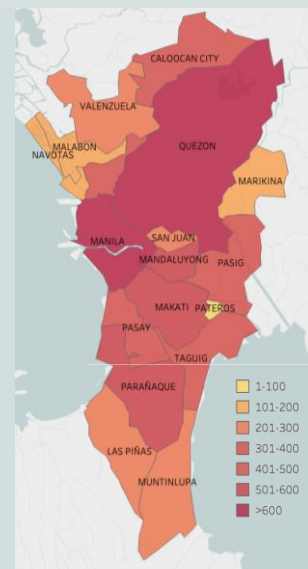 CALOOCAN CITY
VALENZUELA
QUEZON
MALABON
NAVOTAS
MARIKINA
SAN JUAN
MANILA
MANDALUYONG
PASIG
MAKATI
PATEROS
PASAY
TAGUIG
PARAÑAQUE
LAS PIÑAS
MUNTINLUPA
1-100
101-200
201-300
301-400
401-500
501-600
>600